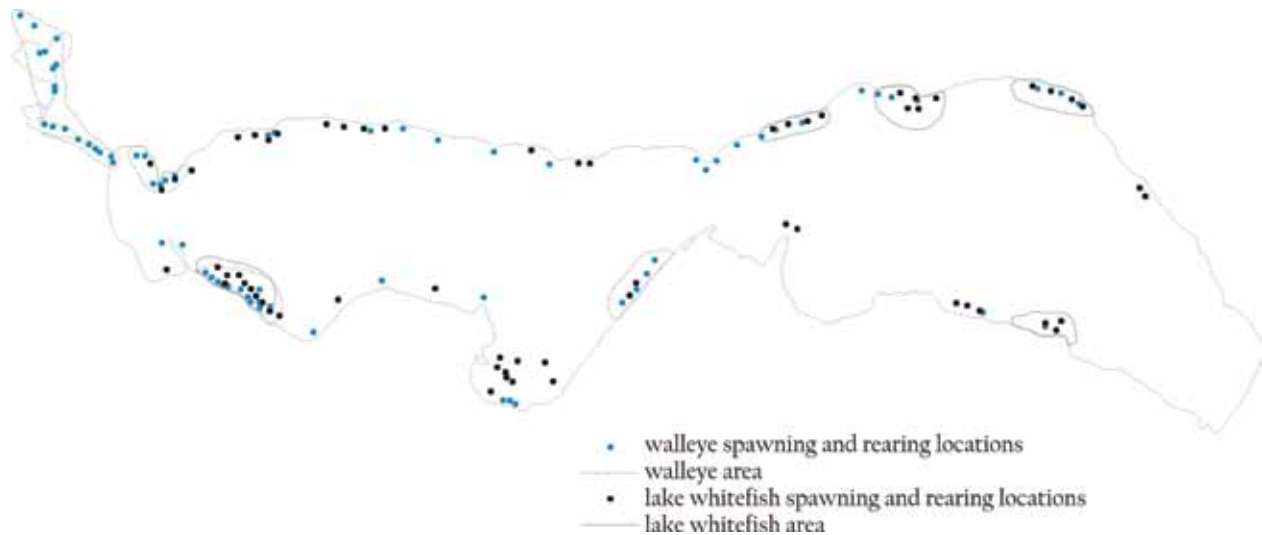 walleye spawning and rearing locations
walleye area
lake whitefish spawning and rearing locations
lake whitefish area